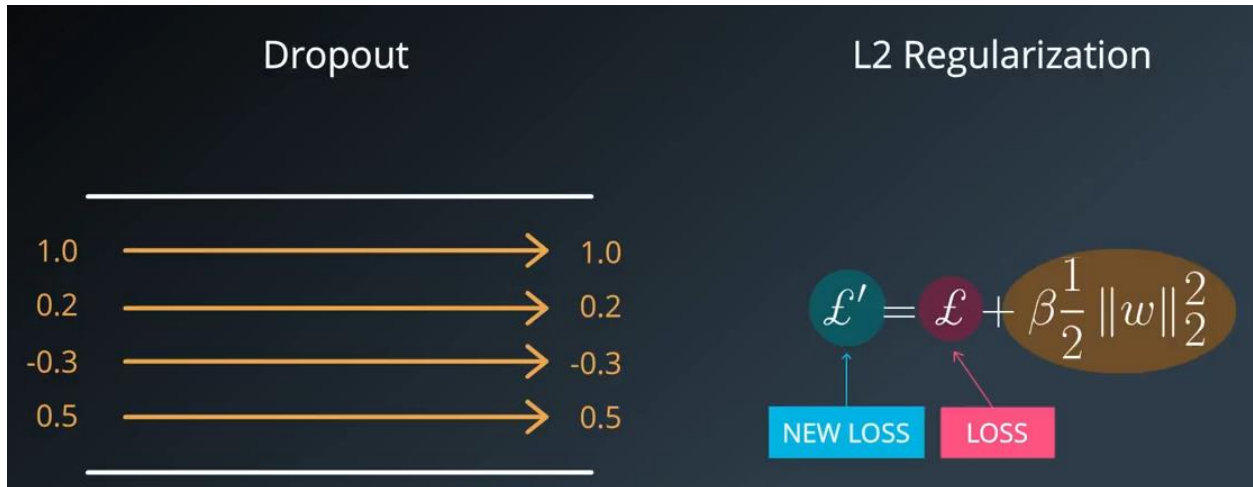 Dropout
1.0 1.0
0.2 0.2
-0.3 -0.3
0.5 0.5
L2 Regularization
£′ = £ + β 1/2 ‖w‖₂²
NEW LOSS
LOSS